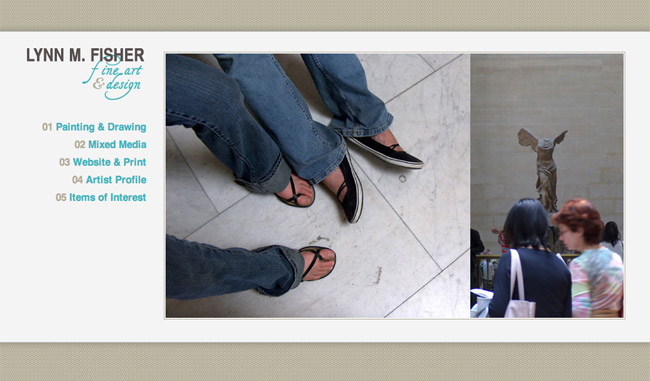 LYNN M. FISHER
fine art
& design
01 Painting & Drawing
02 Mixed Media
03 Website & Print
04 Artist Profile
05 Items of Interest